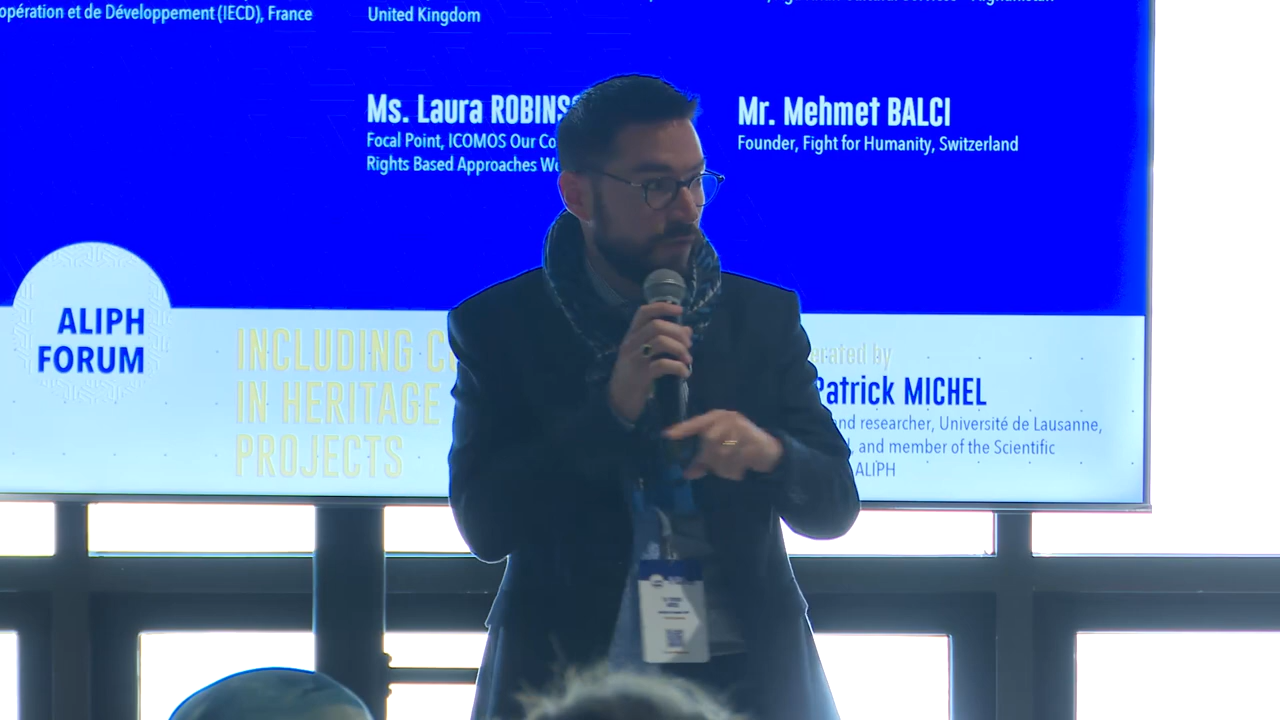 opération et de Développement (IECD), France
United Kingdom
Ms. Laura ROBINS
Focal Point, ICOMOS Our Co
Rights Based Approaches W
Mr. Mehmet BALCI
Founder, Fight for Humanity, Switzerland
ALIPH
FORUM
INCLUDING C
IN HERITAGE
PROJECTS
erated by
Patrick MICHEL
and researcher, Université de Lausanne,
, and member of the Scientific
ALIPH